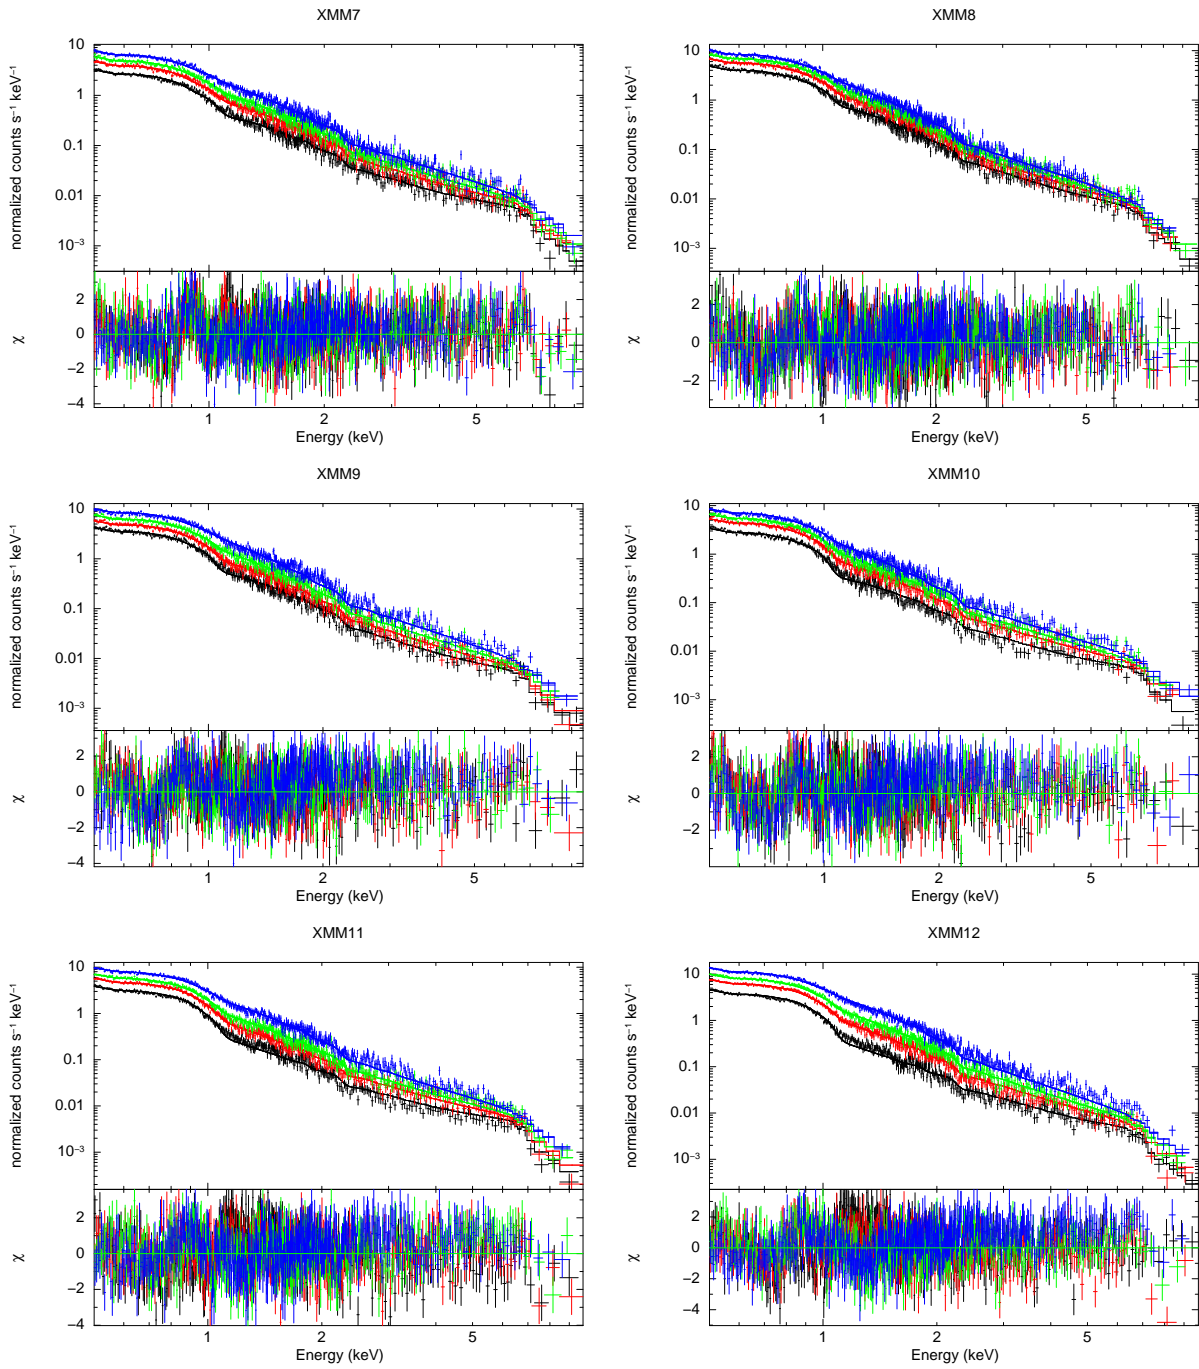 XMM7
10
1
0.1
0.01
10⁻³
normalized counts s⁻¹ keV⁻¹
2
0
−2
−4
χ
1
2
5
Energy (keV)
XMM8
10
1
0.1
0.01
10⁻³
normalized counts s⁻¹ keV⁻¹
2
0
−2
χ
1
2
5
Energy (keV)
XMM9
10
1
0.1
0.01
10⁻³
normalized counts s⁻¹ keV⁻¹
2
0
−2
−4
χ
1
2
5
Energy (keV)
XMM10
10
1
0.1
0.01
10⁻³
normalized counts s⁻¹ keV⁻¹
2
0
−2
χ
1
2
5
Energy (keV)
XMM11
10
1
0.1
0.01
10⁻³
normalized counts s⁻¹ keV⁻¹
2
0
−2
−4
χ
1
2
5
Energy (keV)
XMM12
10
1
0.1
0.01
10⁻³
normalized counts s⁻¹ keV⁻¹
2
0
−2
−4
χ
1
2
5
Energy (keV)